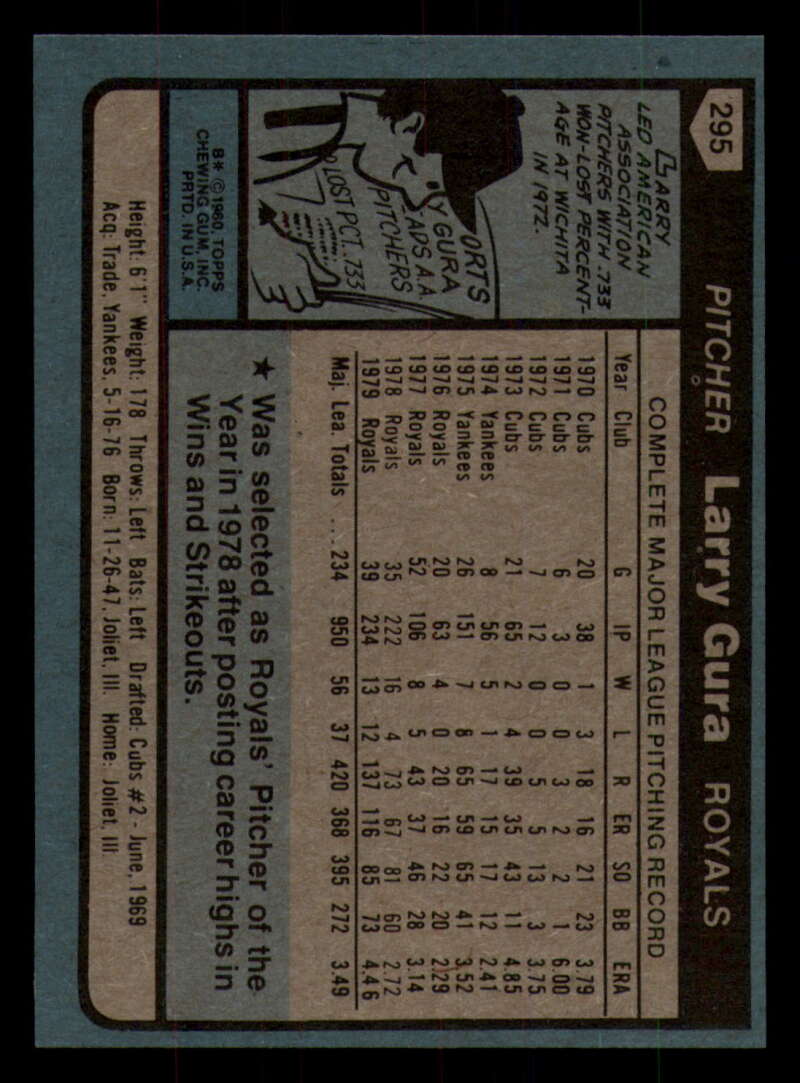 295 PITCHER Larry Gura ROYALS
LARRY
LED AMERICAN
ASSOCIATION
PITCHERS WITH .733
WON-LOST PERCENT-
AGE AT WICHITA
IN 1972.
ORTS
Y GURA
APS A.A.
PITCHERS
LOST PCT. .733
B* © 1980, TOPPS
CHEWING GUM, INC.
PRTD. IN U.S.A.
COMPLETE MAJOR LEAGUE PITCHING RECORD
Year Club G IP W L R ER SO BB ERA
1970 Cubs 20 38 1 3 18 16 21 23 3.79
1971 Cubs 6 3 0 0 3 2 2 1 6.00
1972 Cubs 7 12 0 0 5 5 13 3 3.75
1973 Cubs 21 65 2 4 39 35 43 11 4.85
1974 Yankees 8 56 5 1 17 15 17 12 2.41
1975 Yankees 26 151 7 8 65 59 65 41 3.52
1976 Royals 20 63 4 0 20 16 22 20 2.29
1977 Royals 52 106 8 5 43 37 46 28 3.14
1978 Royals 35 222 16 4 73 67 81 60 2.72
1979 Royals 39 234 13 12 137 116 85 73 4.46
Maj. Lea. Totals ... 234 950 56 37 420 368 395 272 3.49
★ Was selected as Royals' Pitcher of the
Year in 1978 after posting career highs in
Wins and Strikeouts.
Height: 6'1" Weight: 178 Throws: Left Bats: Left Drafted: Cubs #2 - June, 1969
Acq: Trade, Yankees, 5-16-76 Born: 11-26-47, Joliet, Ill. Home: Joliet, Ill